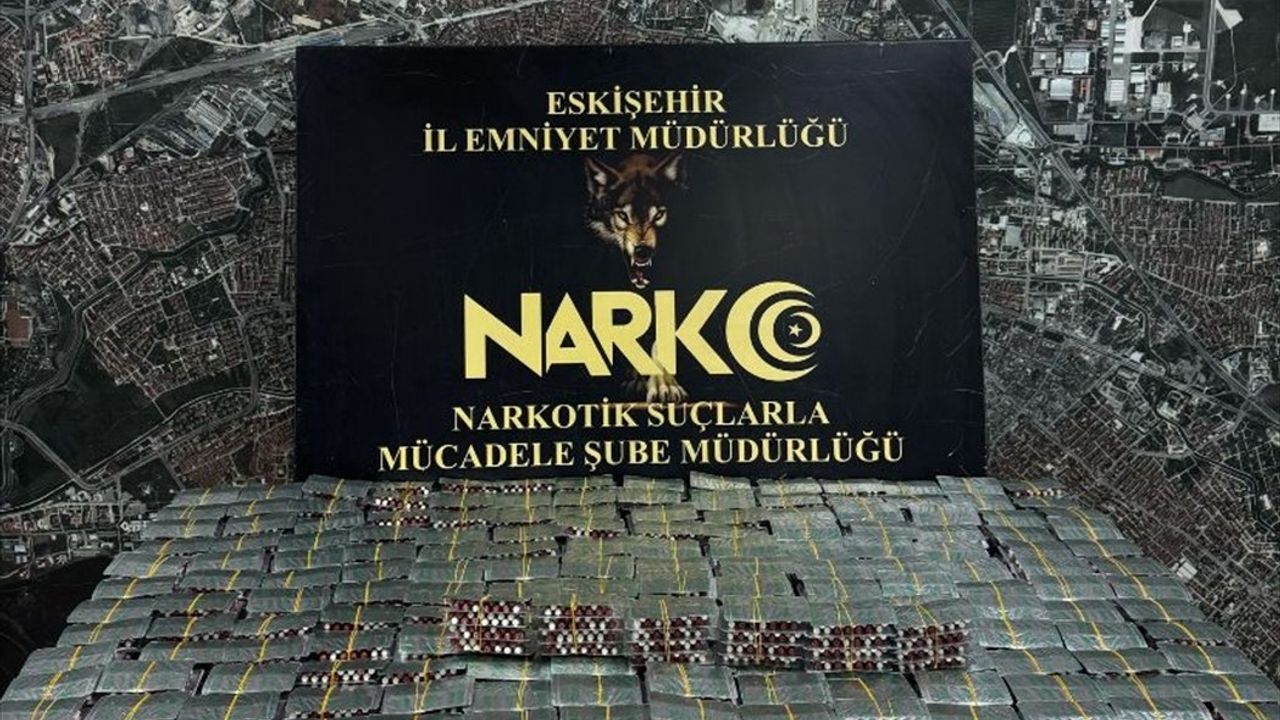 ESKİŞEHİR
İL EMNİYET MÜDÜRLÜĞÜ
NARKO
NARKOTİK SUÇLARLA
MÜCADELE ŞUBE MÜDÜRLÜĞÜ